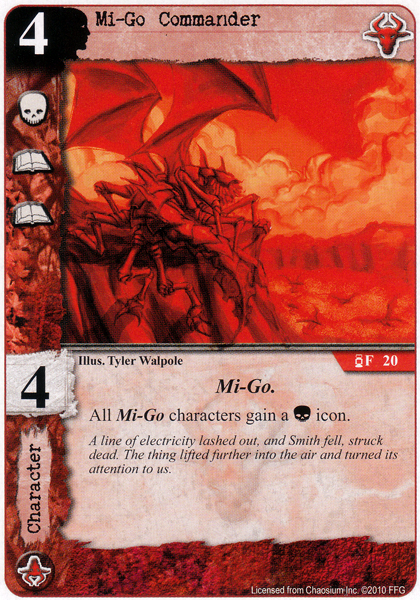 4
Mi-Go Commander
Illus. Tyler Walpole
F 20
4
Mi-Go.
All Mi-Go characters gain a icon.
A line of electricity lashed out, and Smith fell, struck
dead. The thing lifted further into the air and turned its
attention to us.
Character
Licensed from Chaosium Inc. ©2010 FFG